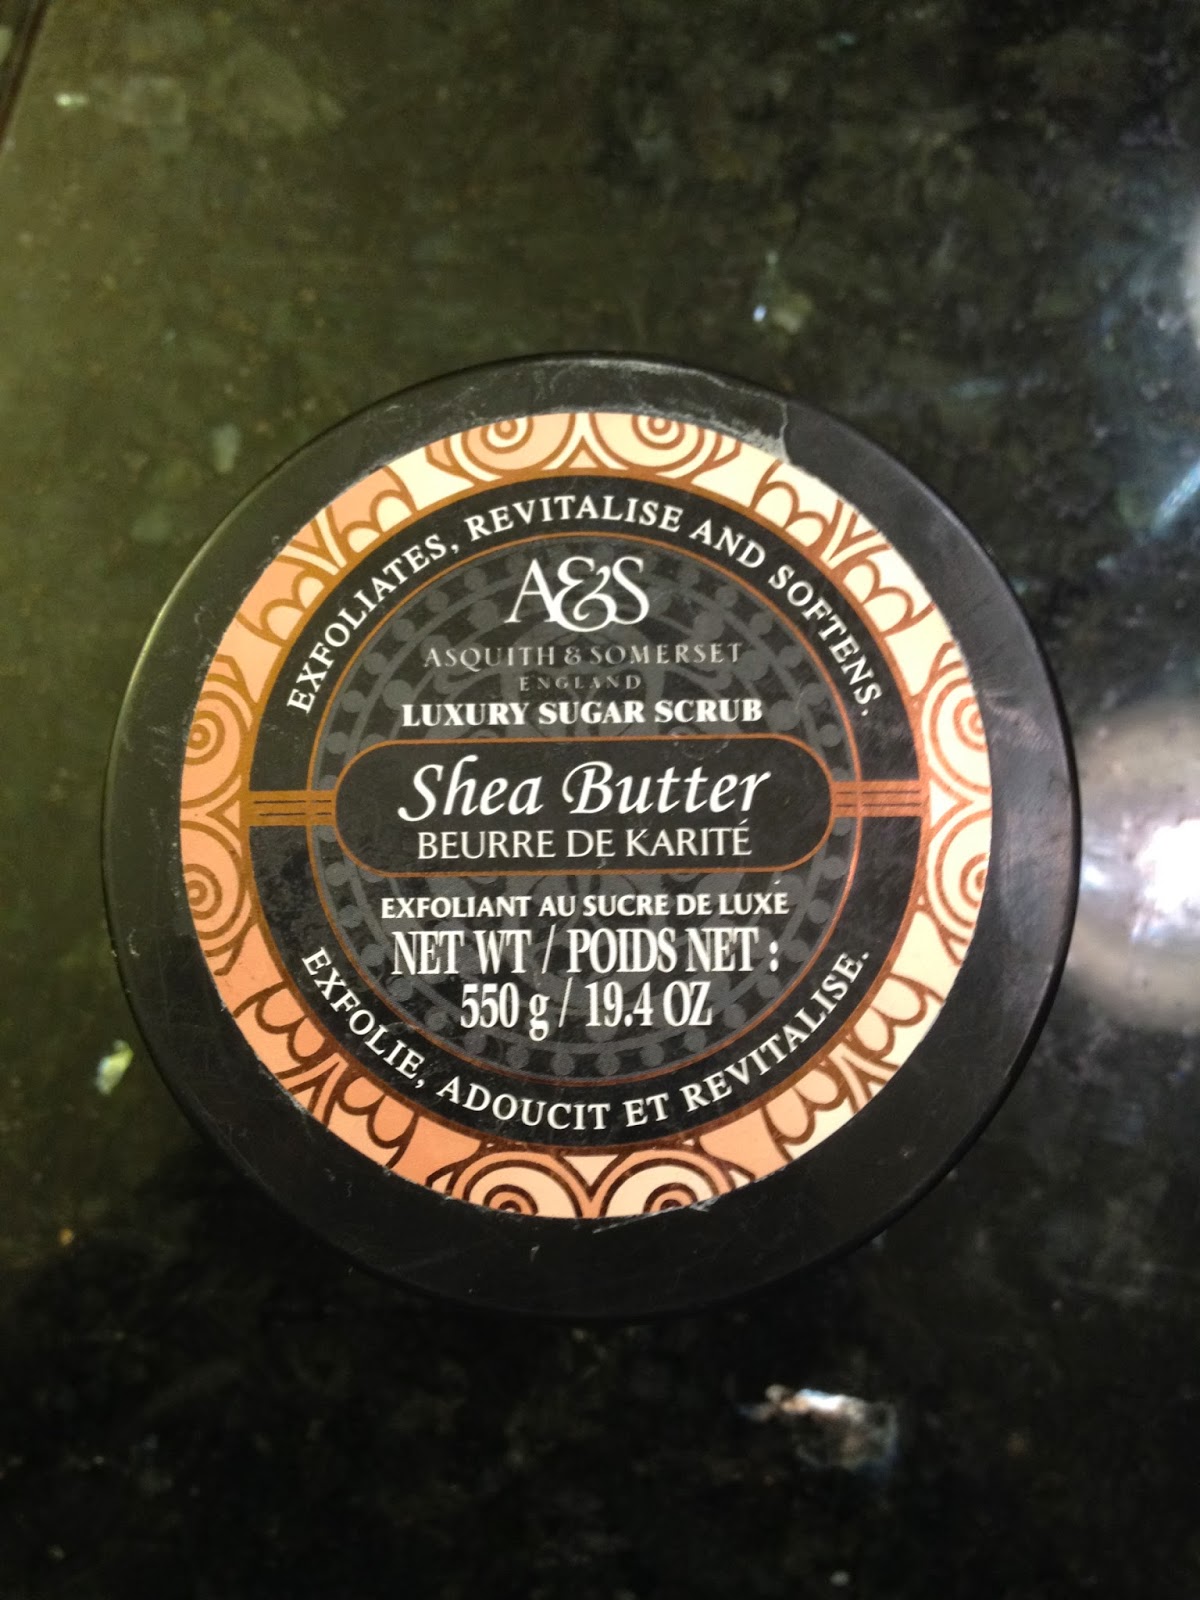 EXFOLIATES, REVITALISE AND SOFTENS.
A&S
ASQUITH & SOMERSET
ENGLAND
LUXURY SUGAR SCRUB
Shea Butter
BEURRE DE KARITÉ
EXFOLIANT AU SUCRE DE LUXE
NET WT / POIDS NET :
550 g / 19.4 OZ
EXFOLIE, ADOUCIT ET REVITALISE.